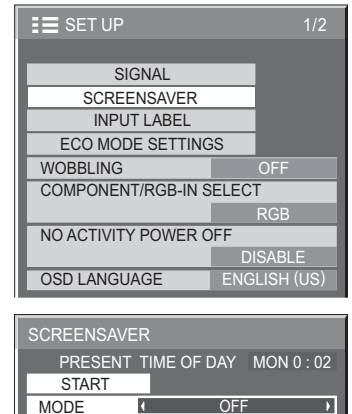 SET UP 1/2
SIGNAL
SCREENSAVER
INPUT LABEL
ECO MODE SETTINGS
WOBBLING OFF
COMPONENT/RGB-IN SELECT
RGB
NO ACTIVITY POWER OFF
DISABLE
OSD LANGUAGE ENGLISH (US)
SCREENSAVER
PRESENT TIME OF DAY MON 0 : 02
START
MODE OFF